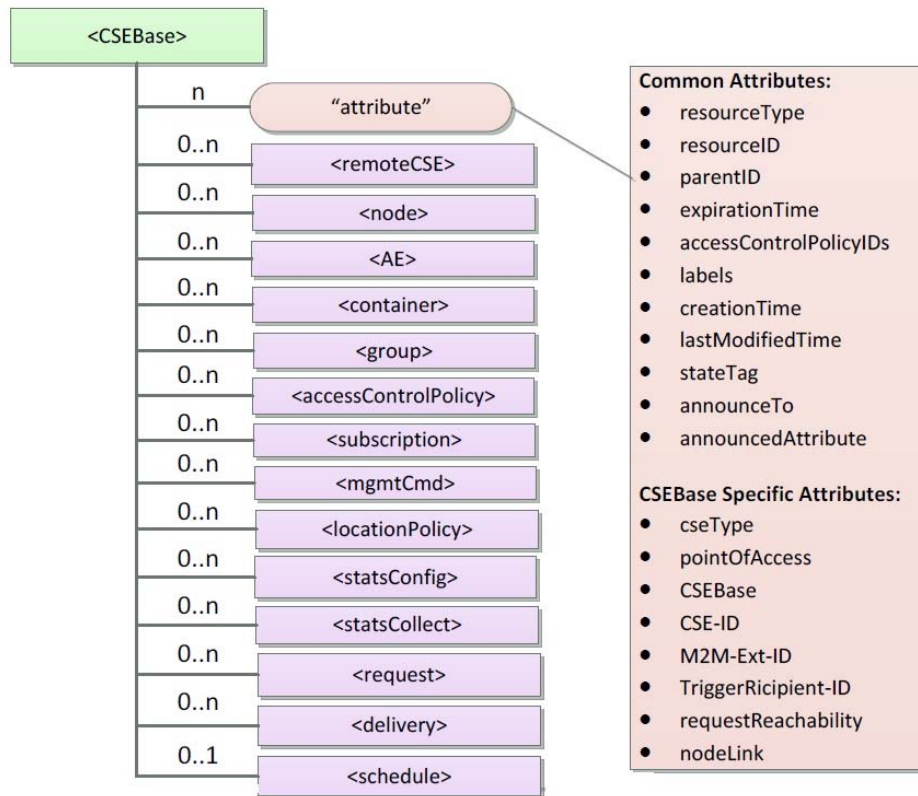 <CSEBase>
n
“attribute”
0..n
<remoteCSE>
0..n
<node>
0..n
<AE>
0..n
<container>
0..n
<group>
0..n
<accessControlPolicy>
0..n
<subscription>
0..n
<mgmtCmd>
0..n
<locationPolicy>
0..n
<statsConfig>
0..n
<statsCollect>
0..n
<request>
0..n
<delivery>
0..1
<schedule>
Common Attributes:
• resourceType
• resourceID
• parentID
• expirationTime
• accessControlPolicyIDs
• labels
• creationTime
• lastModifiedTime
• stateTag
• announceTo
• announcedAttribute
CSEBase Specific Attributes:
• cseType
• pointOfAccess
• CSEBase
• CSE-ID
• M2M-Ext-ID
• TriggerRicipient-ID
• requestReachability
• nodeLink